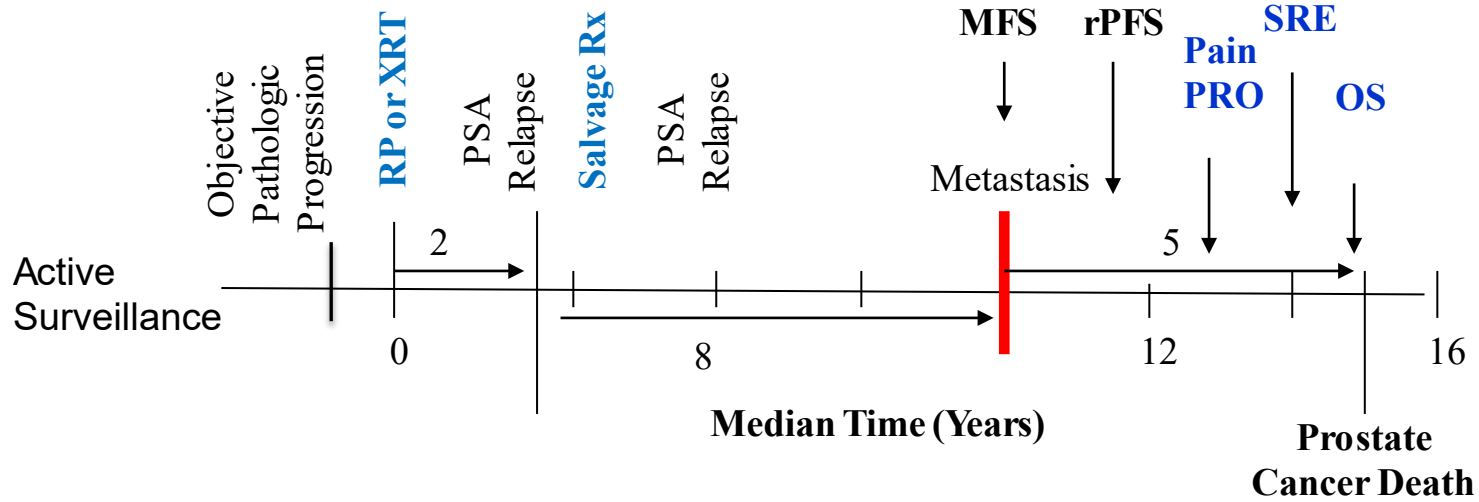 Objective
Pathologic
Progression
RP or XRT
PSA
Relapse
Salvage Rx
PSA
Relapse
MFS
rPFS
Pain
PRO
SRE
OS
Metastasis
2
5
Active
Surveillance
0
8
12
16
Median Time (Years)
Prostate
Cancer Death